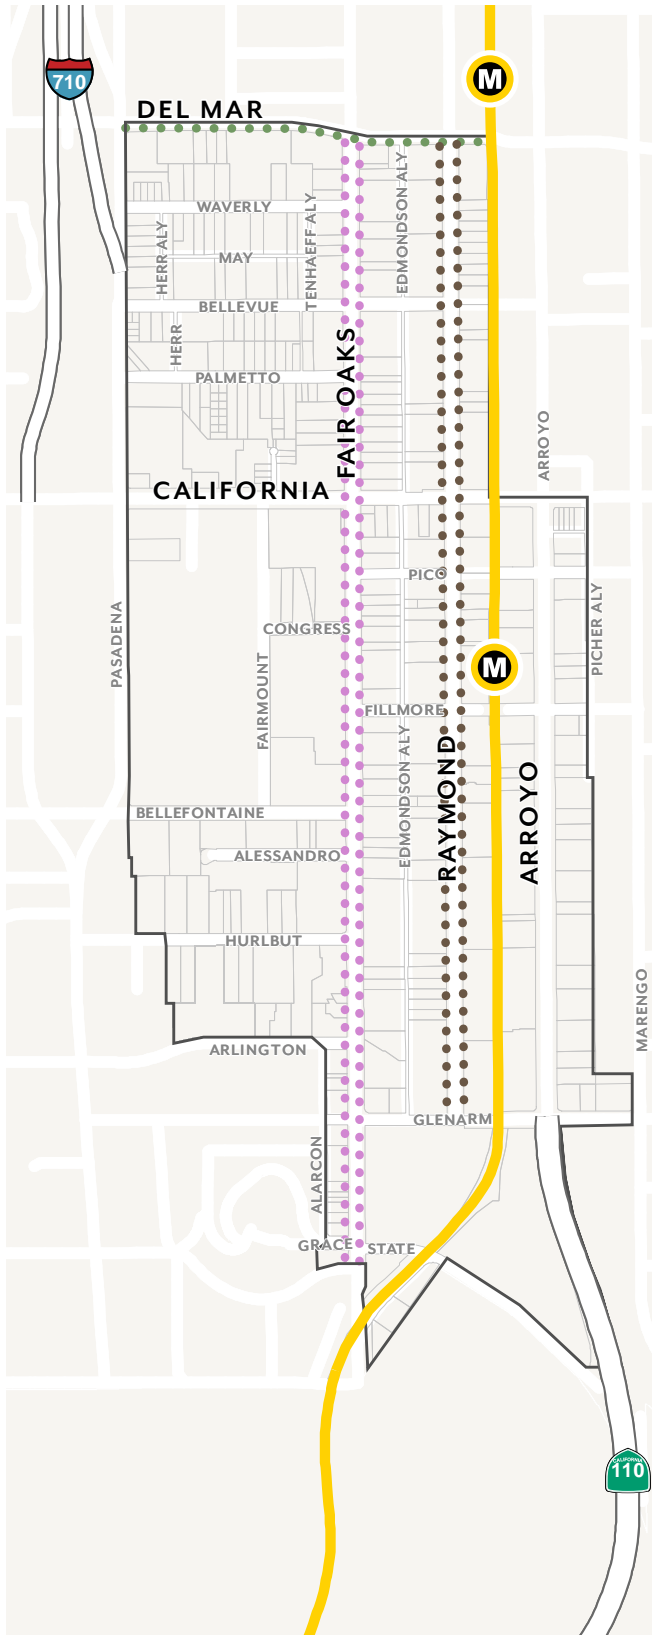 M
710
DEL MAR
EDMONDSON ALY
TENHAEFF ALY
WAVERLY
HERR ALY
MAY
BELLEVUE
HERR
FAIR OAKS
PALMETTO
ARROYO
CALIFORNIA
PICO
PICHER ALY
PASADENA
CONGRESS
M
FAIRMOUNT
FILLMORE
EDMONDSON ALY
RAYMOND
ARROYO
BELLEFONTAINE
ALESSANDRO
HURLBUT
MARENGO
ARLINGTON
GLENARM
ALARCON
GRACE
STATE
CALIFORNIA
110